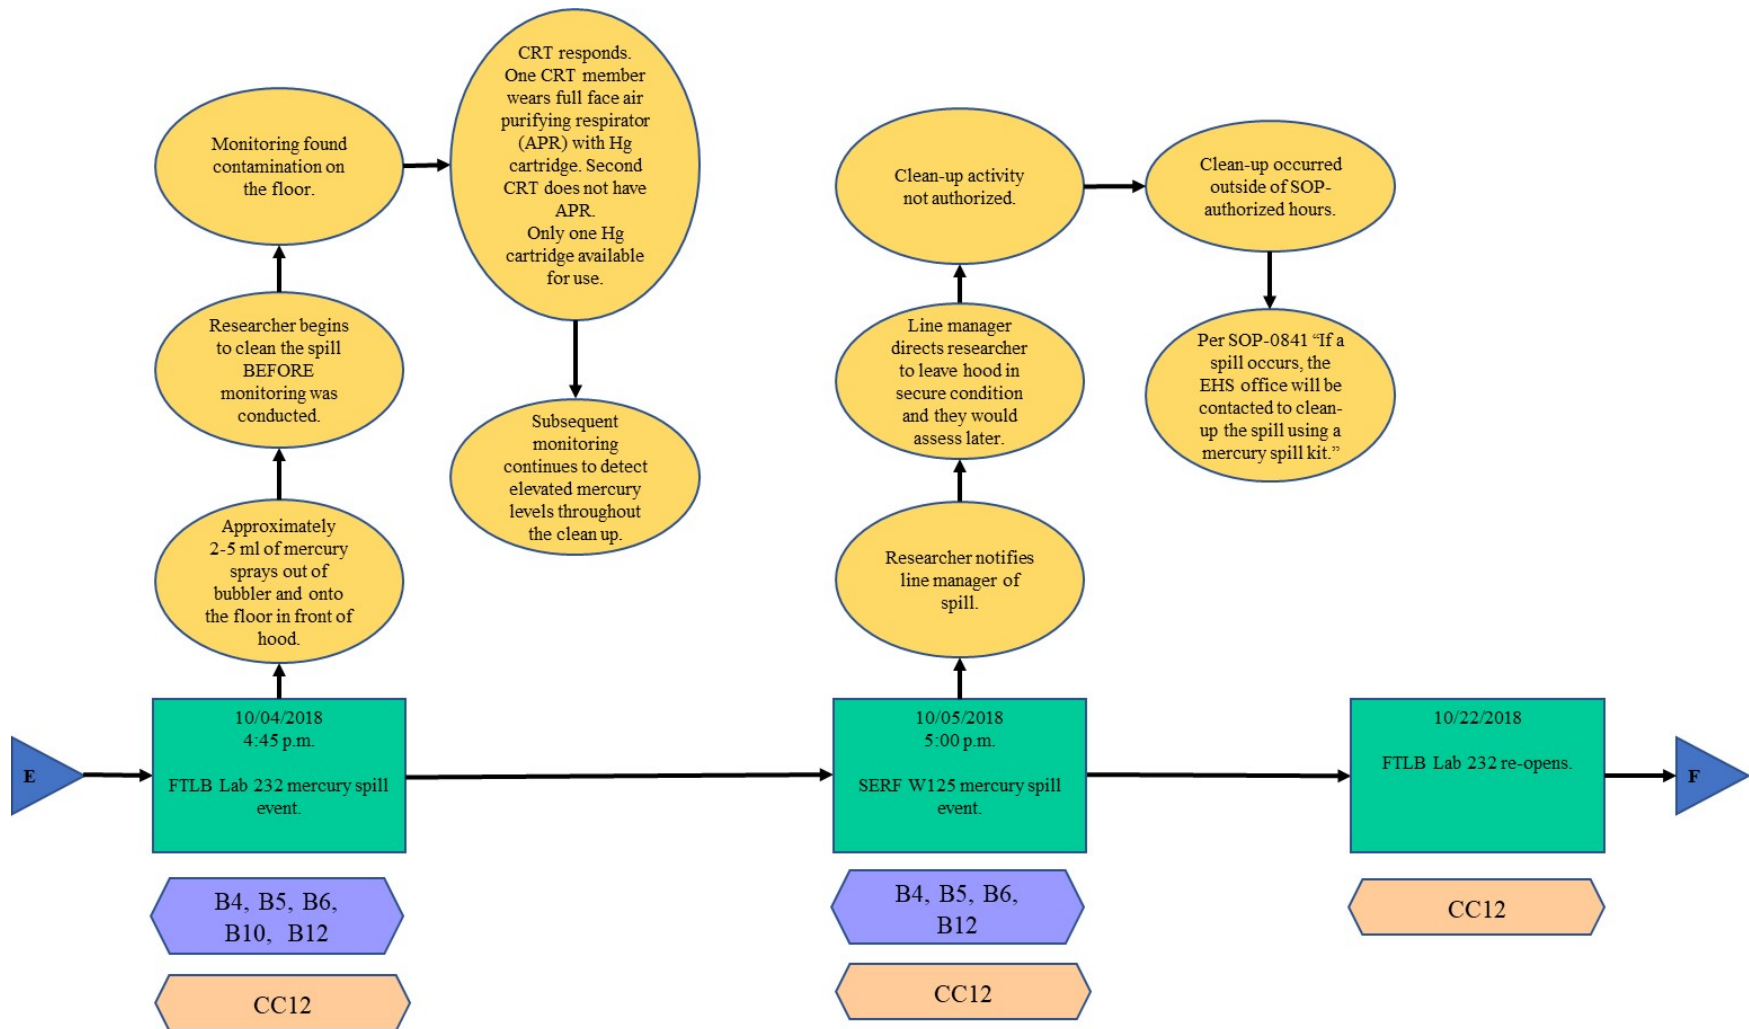 CRT responds.
One CRT member
wears full face air
purifying respirator
(APR) with Hg
cartridge. Second
CRT does not have
APR.
Only one Hg
cartridge available
for use.
Monitoring found
contamination on
the floor.
Researcher begins
to clean the spill
BEFORE
monitoring was
conducted.
Approximately
2-5 ml of mercury
sprays out of
bubbler and onto
the floor in front of
hood.
Subsequent
monitoring
continues to detect
elevated mercury
levels throughout
the clean up.
Clean-up activity
not authorized.
Clean-up occurred
outside of SOP-
authorized hours.
Line manager
directs researcher
to leave hood in
secure condition
and they would
assess later.
Per SOP-0841 “If a
spill occurs, the
EHS office will be
contacted to clean-
up the spill using a
mercury spill kit.”
Researcher notifies
line manager of
spill.
E
10/04/2018
4:45 p.m.
FTLB Lab 232 mercury spill
event.
10/05/2018
5:00 p.m.
SERF W125 mercury spill
event.
10/22/2018
FTLB Lab 232 re-opens.
F
B4, B5, B6,
B10, B12
CC12
B4, B5, B6,
B12
CC12
CC12